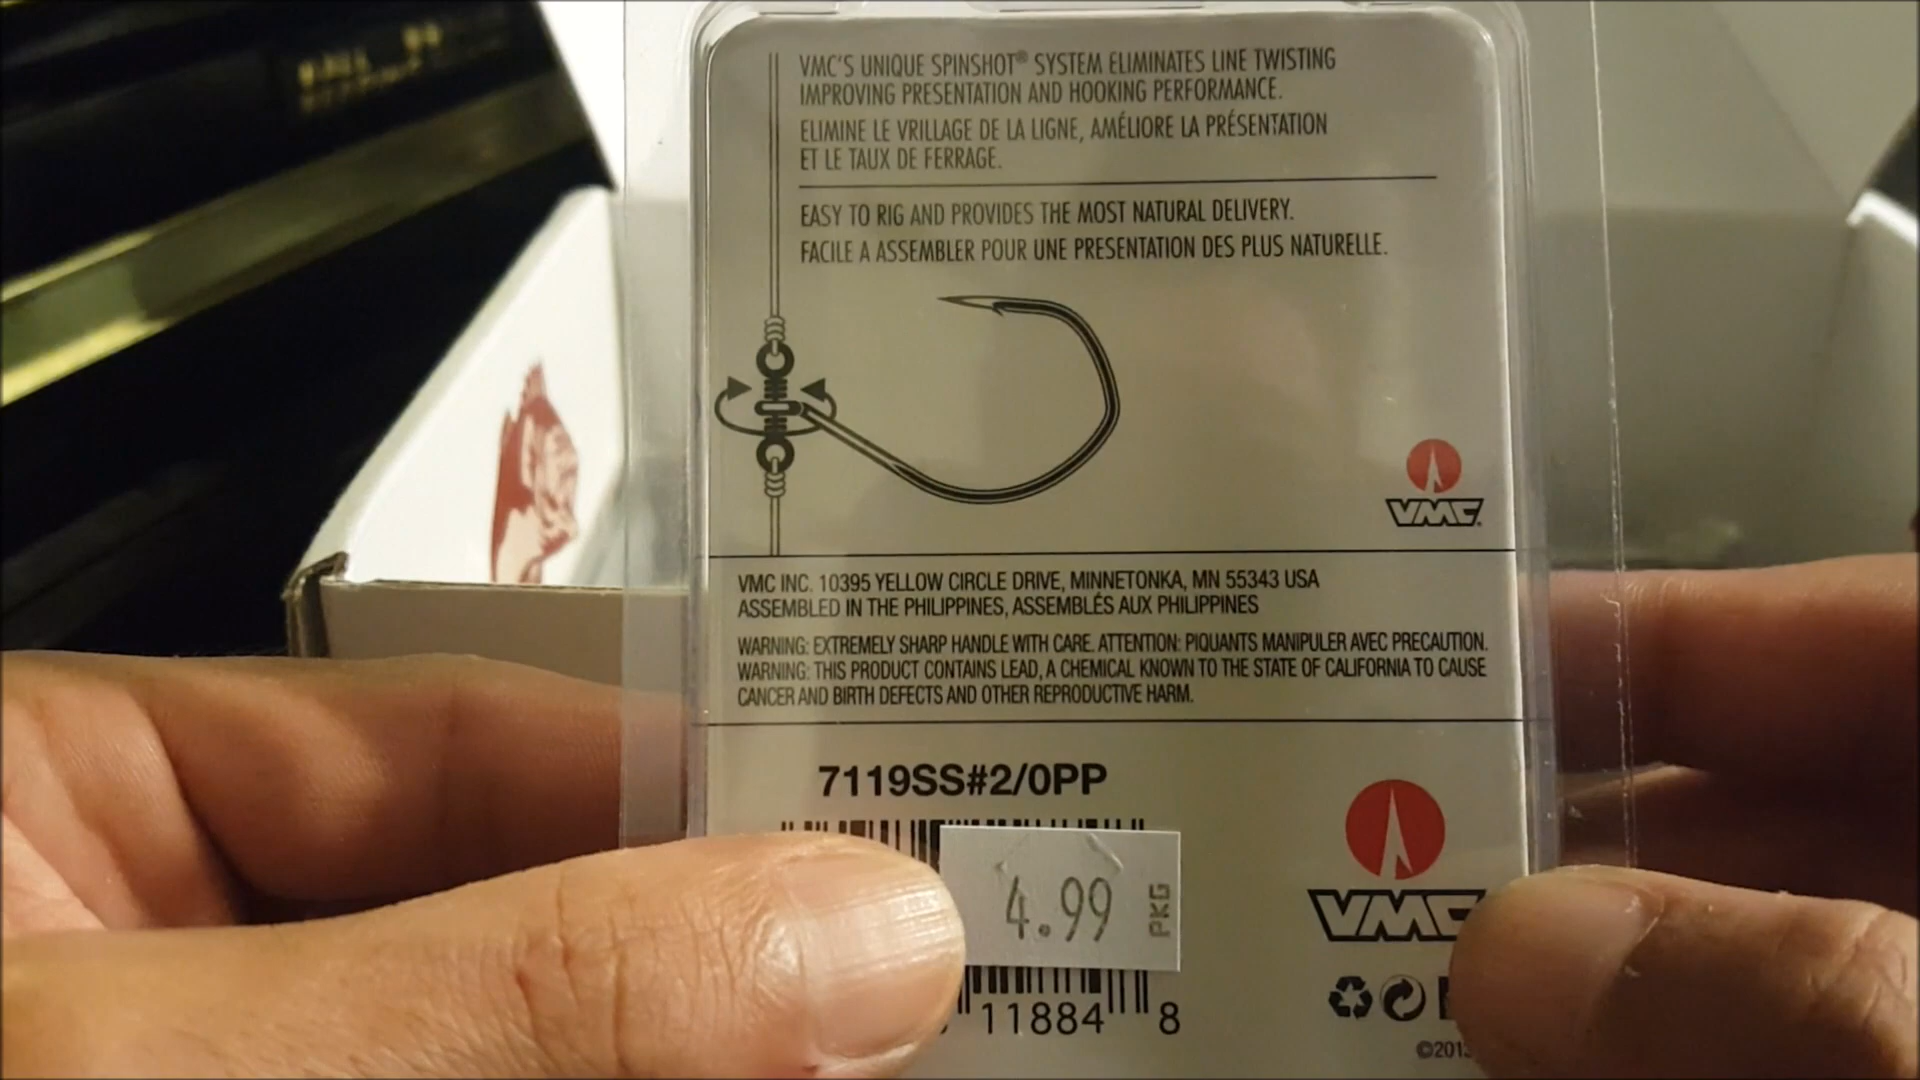 VMC'S UNIQUE SPINSHOT® SYSTEM ELIMINATES LINE TWISTING
IMPROVING PRESENTATION AND HOOKING PERFORMANCE.
ELIMINE LE VRILLAGE DE LA LIGNE, AMÉLIORE LA PRÉSENTATION
ET LE TAUX DE FERRAGE.
EASY TO RIG AND PROVIDES THE MOST NATURAL DELIVERY.
FACILE A ASSEMBLER POUR UNE PRESENTATION DES PLUS NATURELLE.
VMC®
VMC INC. 10395 YELLOW CIRCLE DRIVE, MINNETONKA, MN 55343 USA
ASSEMBLED IN THE PHILIPPINES, ASSEMBLÉS AUX PHILIPPINES
WARNING: EXTREMELY SHARP HANDLE WITH CARE. ATTENTION: PIQUANTS MANIPULER AVEC PRECAUTION.
WARNING: THIS PRODUCT CONTAINS LEAD, A CHEMICAL KNOWN TO THE STATE OF CALIFORNIA TO CAUSE
CANCER AND BIRTH DEFECTS AND OTHER REPRODUCTIVE HARM.
7119SS#2/0PP
4.99 PKG
VMC
11884 8